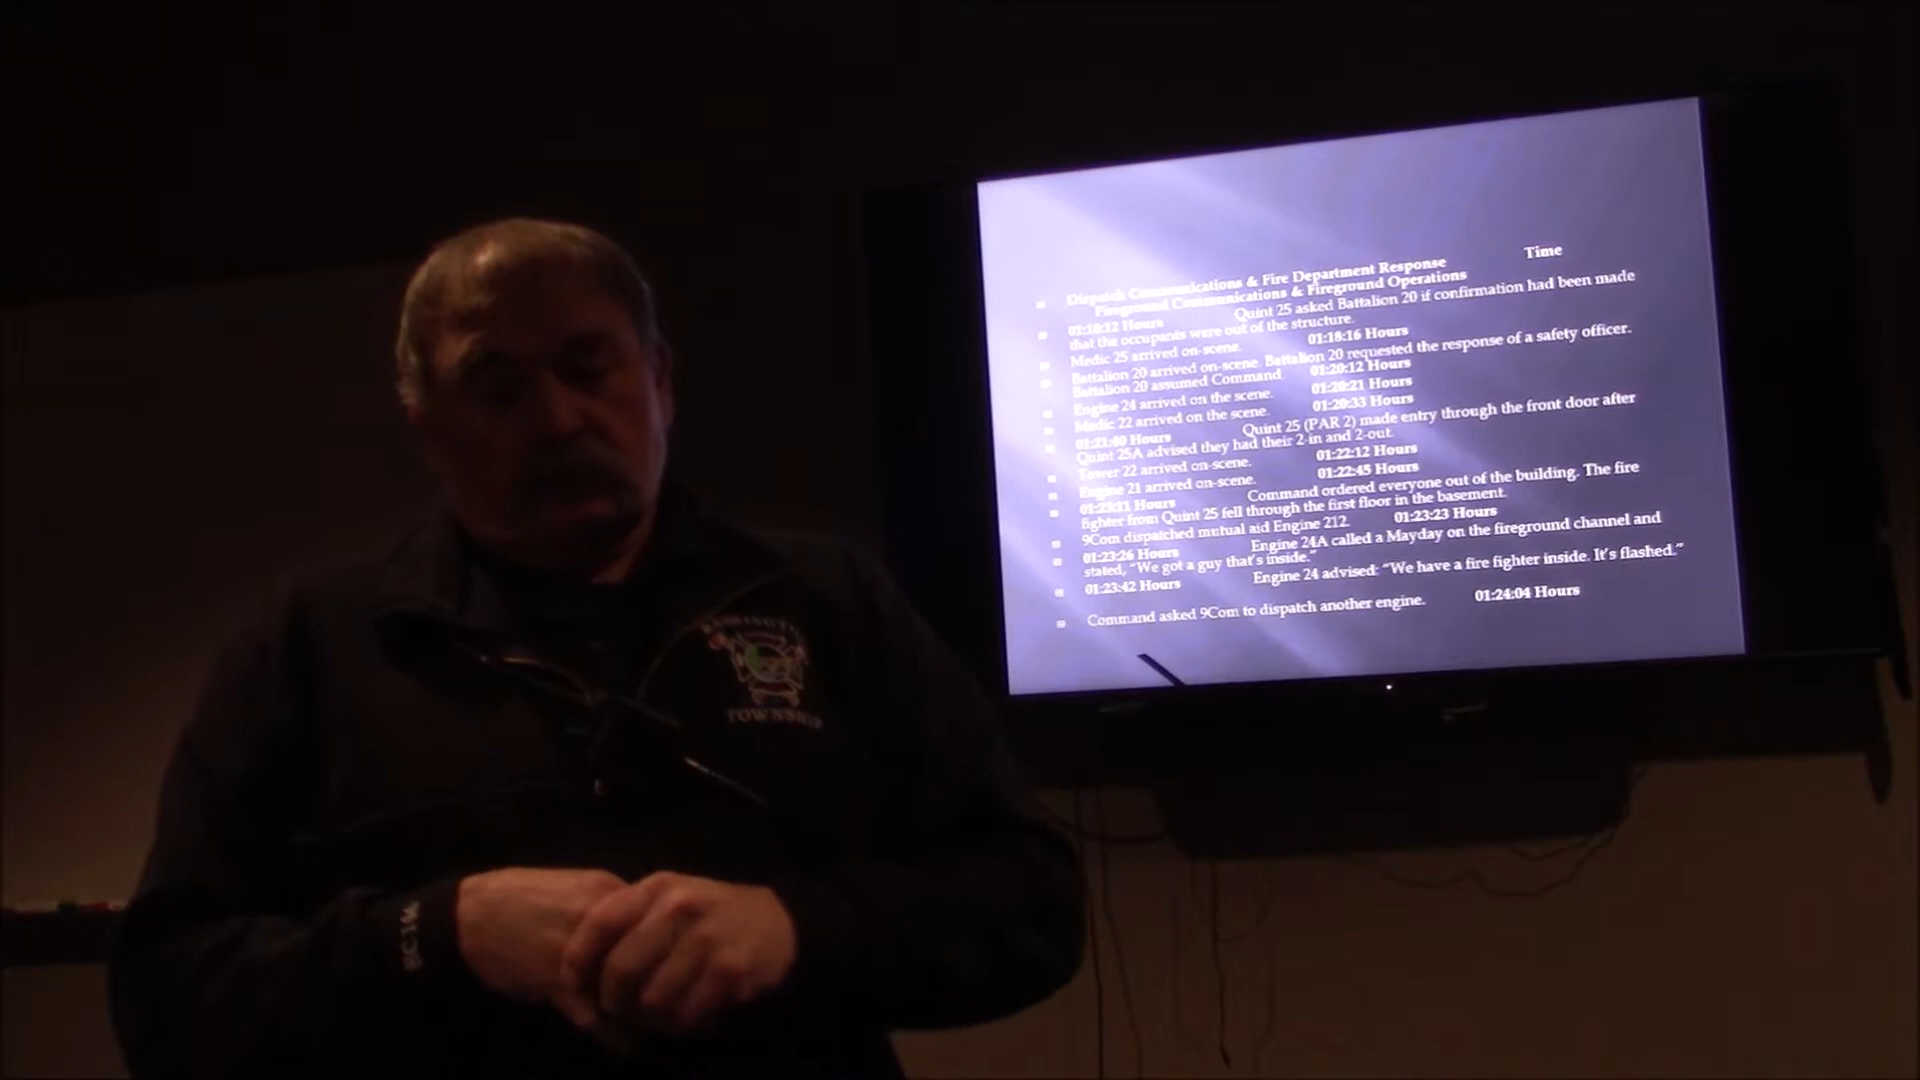 Time
Dispatch Communications & Fire Department Response
Fireground Communications & Fireground Operations
01:18:12 Hours Quint 25 asked Battalion 20 if confirmation had been made
that the occupants were out of the structure.
Medic 25 arrived on-scene. 01:18:16 Hours
Battalion 20 arrived on-scene. Battalion 20 requested the response of a safety officer.
Battalion 20 assumed Command 01:20:12 Hours
Engine 24 arrived on the scene. 01:20:21 Hours
Medic 22 arrived on the scene. 01:20:33 Hours
01:21:40 Hours Quint 25 (PAR 2) made entry through the front door after
Quint 25A advised they had their 2-in and 2-out.
Tower 22 arrived on-scene. 01:22:12 Hours
Engine 21 arrived on-scene. 01:22:45 Hours
01:23:11 Hours Command ordered everyone out of the building. The fire
fighter from Quint 25 fell through the first floor in the basement.
9Com dispatched mutual aid Engine 212. 01:23:23 Hours
01:23:26 Hours Engine 24A called a Mayday on the fireground channel and
stated, "We got a guy that's inside."
01:23:42 Hours Engine 24 advised: "We have a fire fighter inside. It's flashed."
Command asked 9Com to dispatch another engine. 01:24:04 Hours
TOWNSHIP